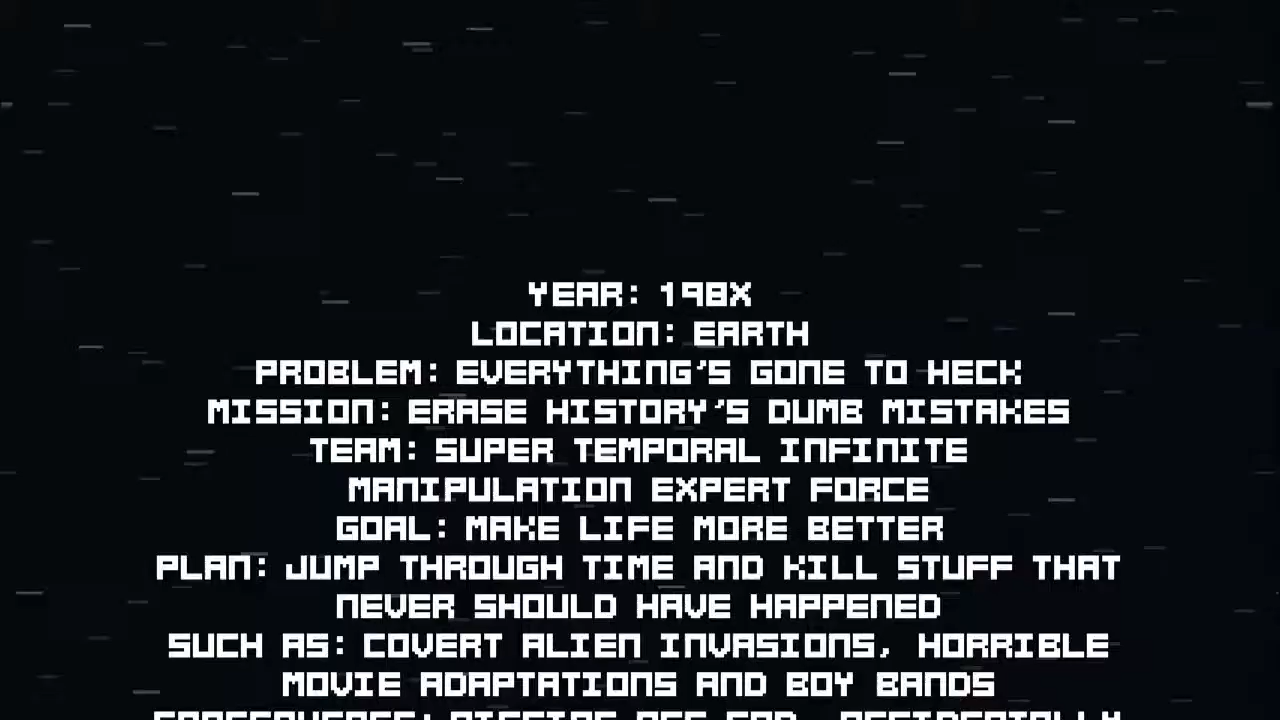 YEAR: 198X
LOCATION: EARTH
PROBLEM: EVERYTHING'S GONE TO HECK
MISSION: ERASE HISTORY'S DUMB MISTAKES
TEAM: SUPER TEMPORAL INFINITE
MANIPULATION EXPERT FORCE
GOAL: MAKE LIFE MORE BETTER
PLAN: JUMP THROUGH TIME AND KILL STUFF THAT
NEVER SHOULD HAVE HAPPENED
SUCH AS: COVERT ALIEN INVASIONS, HORRIBLE
MOVIE ADAPTATIONS AND BOY BANDS